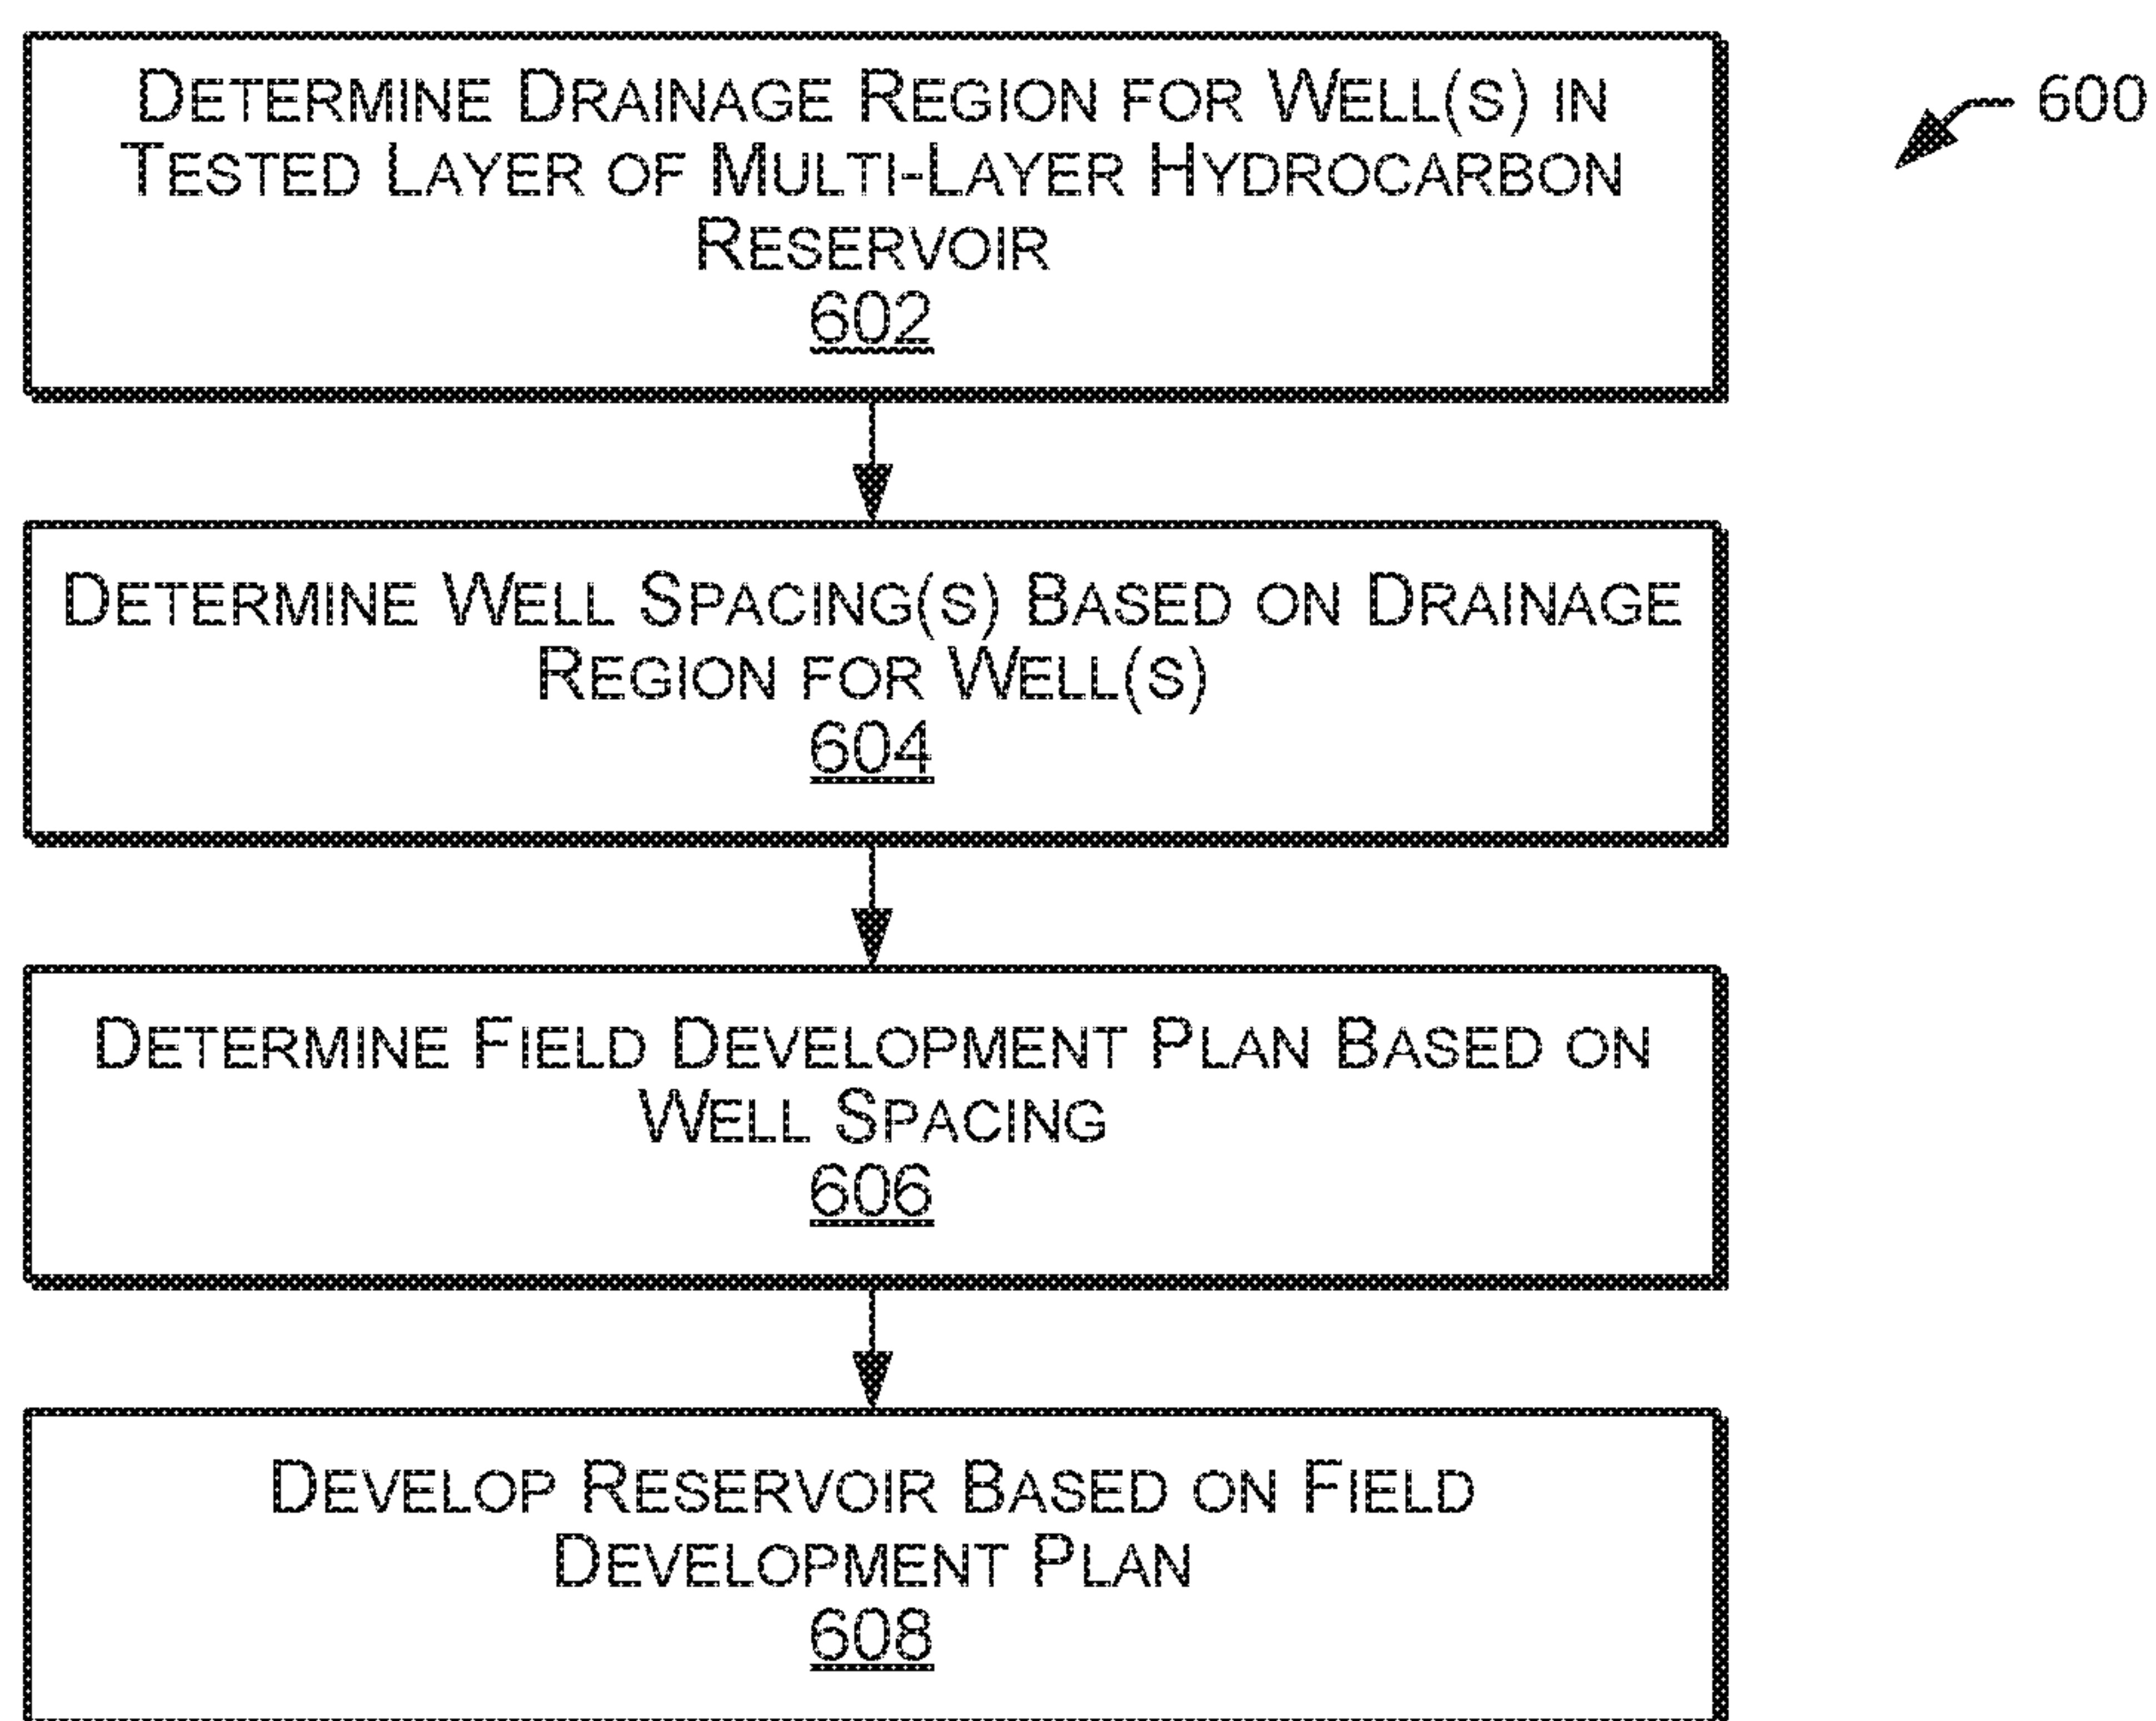 DETERMINE DRAINAGE REGION FOR WELL(S) IN
TESTED LAYER OF MULTI-LAYER HYDROCARBON
RESERVOIR
602
600
DETERMINE WELL SPACING(S) BASED ON DRAINAGE
REGION FOR WELL(S)
604
DETERMINE FIELD DEVELOPMENT PLAN BASED ON
WELL SPACING
606
DEVELOP RESERVOIR BASED ON FIELD
DEVELOPMENT PLAN
608